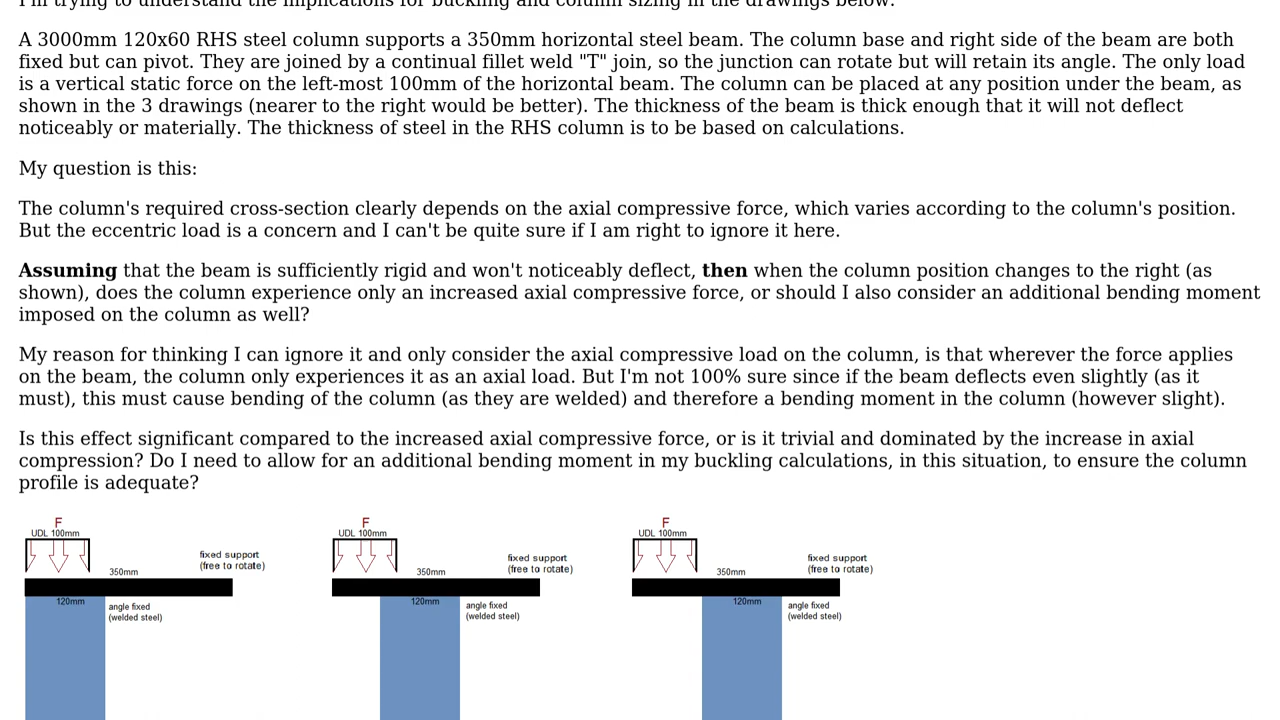 I'm trying to understand the implications for buckling and column sizing in the drawings below.
A 3000mm 120x60 RHS steel column supports a 350mm horizontal steel beam. The column base and right side of the beam are both
fixed but can pivot. They are joined by a continual fillet weld "T" join, so the junction can rotate but will retain its angle. The only load
is a vertical static force on the left-most 100mm of the horizontal beam. The column can be placed at any position under the beam, as
shown in the 3 drawings (nearer to the right would be better). The thickness of the beam is thick enough that it will not deflect
noticeably or materially. The thickness of steel in the RHS column is to be based on calculations.
My question is this:
The column's required cross-section clearly depends on the axial compressive force, which varies according to the column's position.
But the eccentric load is a concern and I can't be quite sure if I am right to ignore it here.
Assuming that the beam is sufficiently rigid and won't noticeably deflect, then when the column position changes to the right (as
shown), does the column experience only an increased axial compressive force, or should I also consider an additional bending moment
imposed on the column as well?
My reason for thinking I can ignore it and only consider the axial compressive load on the column, is that wherever the force applies
on the beam, the column only experiences it as an axial load. But I'm not 100% sure since if the beam deflects even slightly (as it
must), this must cause bending of the column (as they are welded) and therefore a bending moment in the column (however slight).
Is this effect significant compared to the increased axial compressive force, or is it trivial and dominated by the increase in axial
compression? Do I need to allow for an additional bending moment in my buckling calculations, in this situation, to ensure the column
profile is adequate?
F
UDL 100mm
fixed support
(free to rotate)
350mm
120mm
angle fixed
(welded steel)
F
UDL 100mm
fixed support
(free to rotate)
350mm
120mm
angle fixed
(welded steel)
F
UDL 100mm
fixed support
(free to rotate)
350mm
120mm
angle fixed
(welded steel)